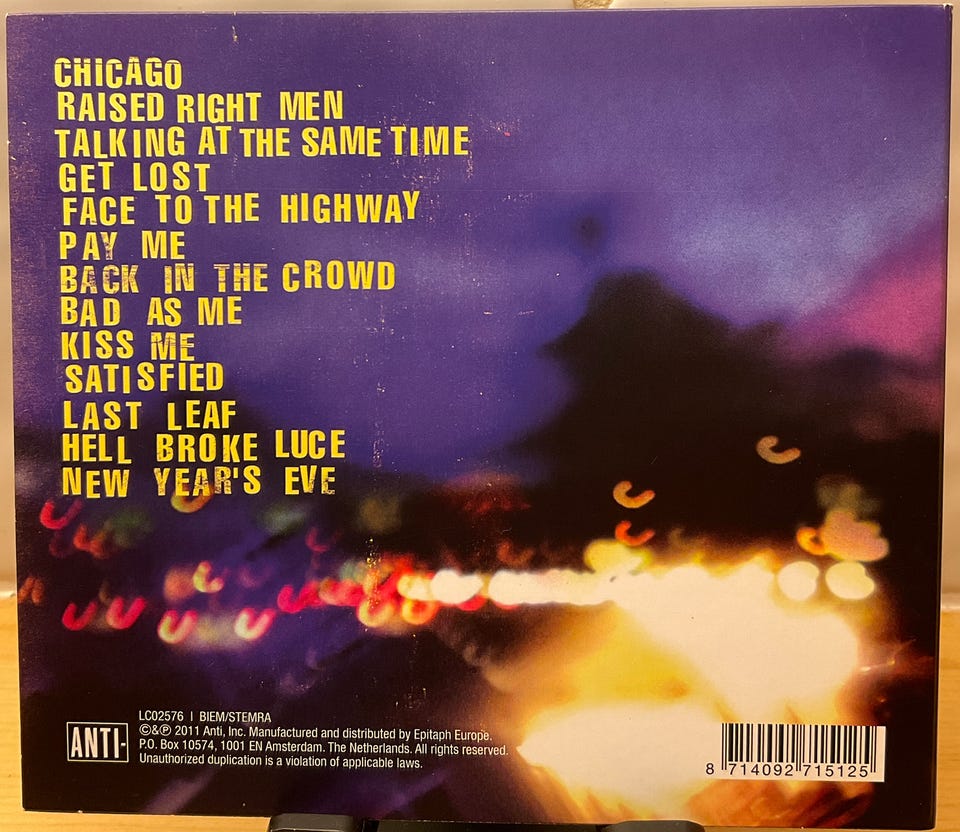 CHICAGO
RAISED RIGHT MEN
TALKING AT THE SAME TIME
GET LOST
FACE TO THE HIGHWAY
PAY ME
BACK IN THE CROWD
BAD AS ME
KISS ME
SATISFIED
LAST LEAF
HELL BROKE LUCE
NEW YEAR'S EVE
ANTI-
LC02576 | BIEM/STEMRA
©&℗ 2011 Anti, Inc. Manufactured and distributed by Epitaph Europe.
P.O. Box 10574, 1001 EN Amsterdam. The Netherlands. All rights reserved.
Unauthorized duplication is a violation of applicable laws.
8 714092 715125